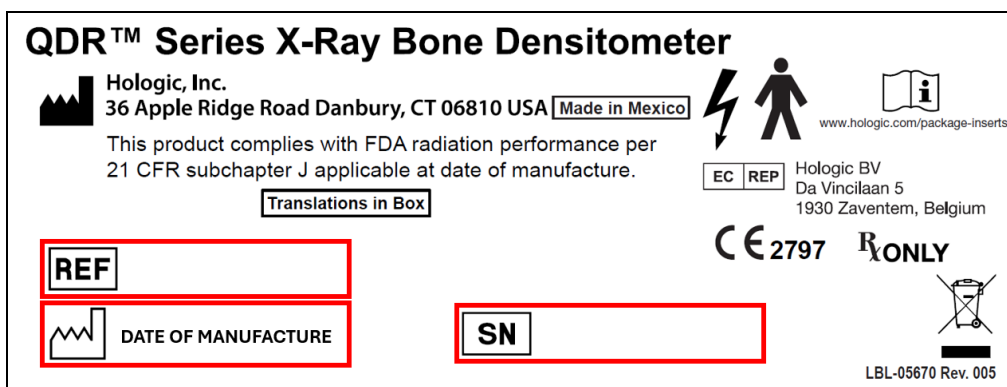 QDR™ Series X-Ray Bone Densitometer
Hologic, Inc.
36 Apple Ridge Road Danbury, CT 06810 USA Made in Mexico
This product complies with FDA radiation performance per
21 CFR subchapter J applicable at date of manufacture.
Translations in Box
www.hologic.com/package-inserts
EC REP
Hologic BV
Da Vincilaan 5
1930 Zaventem, Belgium
CE 2797
Rx ONLY
REF
DATE OF MANUFACTURE
SN
LBL-05670 Rev. 005